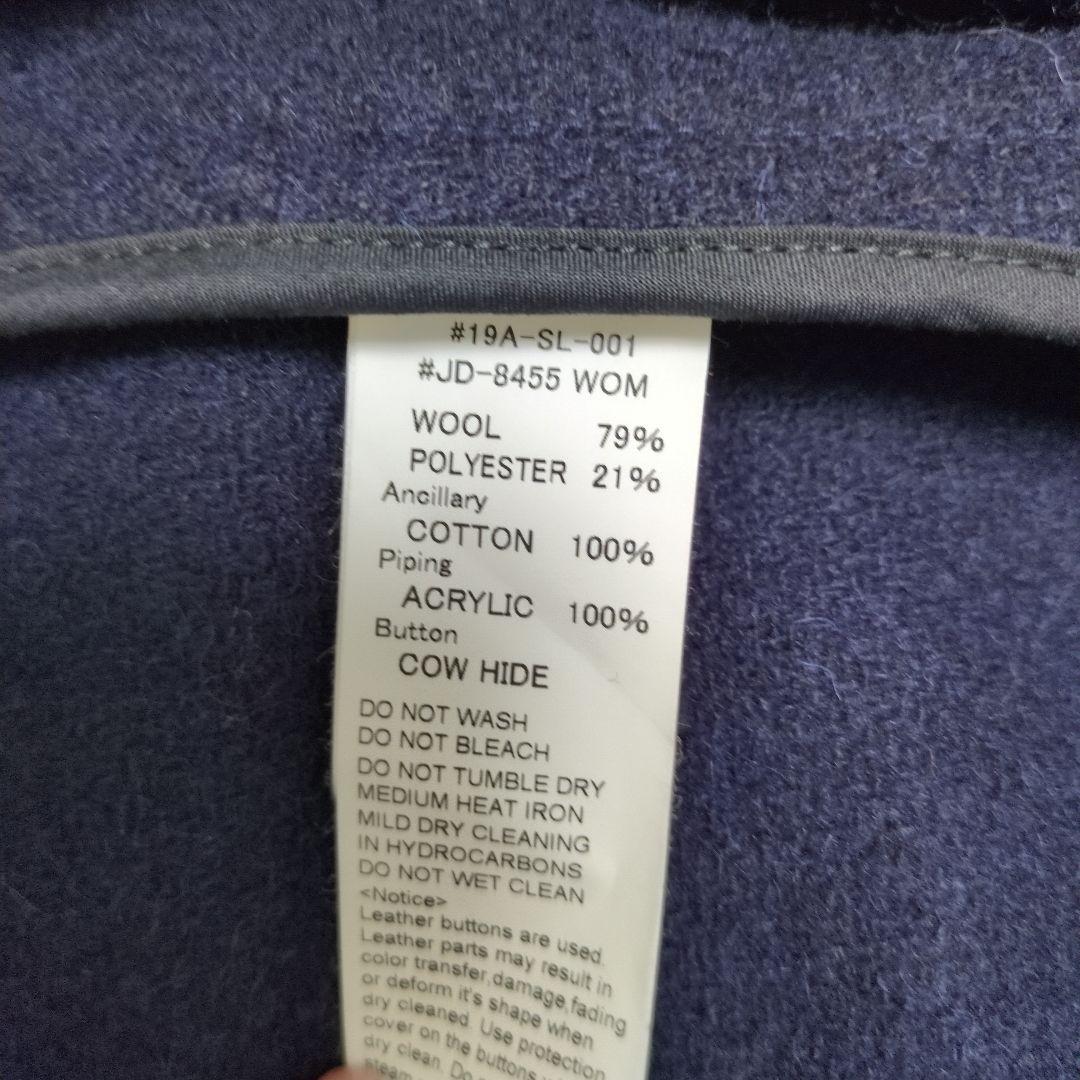 #19A-SL-001
#JD-8455 WOM
WOOL 79%
POLYESTER 21%
Ancillary
COTTON 100%
Piping
ACRYLIC 100%
Button
COW HIDE
DO NOT WASH
DO NOT BLEACH
DO NOT TUMBLE DRY
MEDIUM HEAT IRON
MILD DRY CLEANING
IN HYDROCARBONS
DO NOT WET CLEAN
<Notice>
Leather buttons are used.
Leather parts may result in
color transfer,damage,fading
or deform it's shape when
dry cleaned. Use protection
cover on the buttons
dry clean. Do
steam